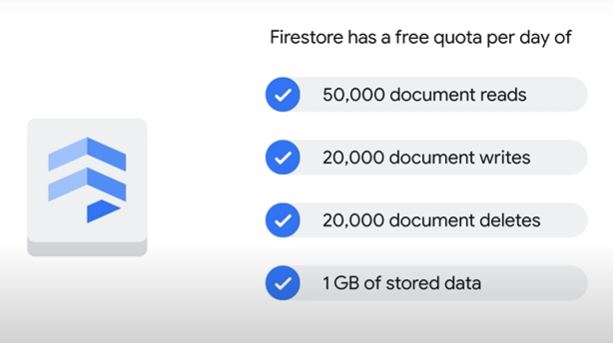 Firestore has a free quota per day of
50,000 document reads
20,000 document writes
20,000 document deletes
1 GB of stored data